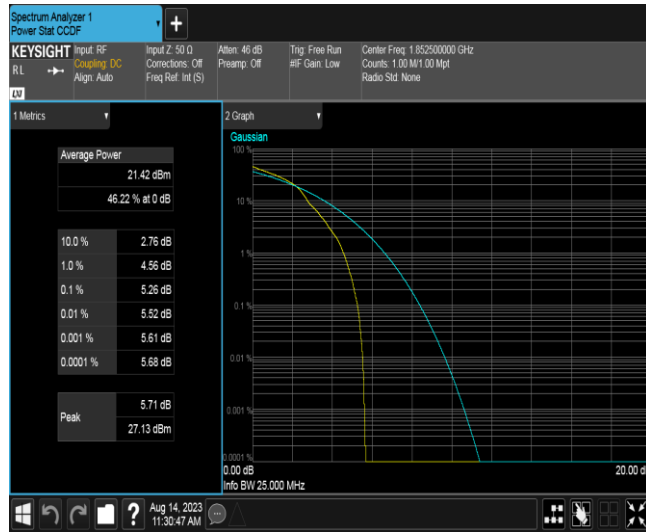 Spectrum Analyzer 1
Power Stat CCDF
+
KEYSIGHT
RL
LXI
Input: RF
Coupling: DC
Align: Auto
Input Z: 50 Ω
Corrections: Off
Freq Ref: Int (S)
Atten: 46 dB
Preamp: Off
Trig: Free Run
#IF Gain: Low
Center Freq: 1.852500000 GHz
Counts: 1.00 M/1.00 Mpt
Radio Std: None
1 Metrics
Average Power
21.42 dBm
46.22 % at 0 dB
10.0 % 2.76 dB
1.0 % 4.56 dB
0.1 % 5.26 dB
0.01 % 5.52 dB
0.001 % 5.61 dB
0.0001 % 5.68 dB
Peak
5.71 dB
27.13 dBm
2 Graph
Gaussian
100 %
10 %
1 %
0.1 %
0.01 %
0.001 %
0.0001 %
0.00 dB
20.00 d
Info BW 25.000 MHz
?
Aug 14, 2023
11:30:47 AM